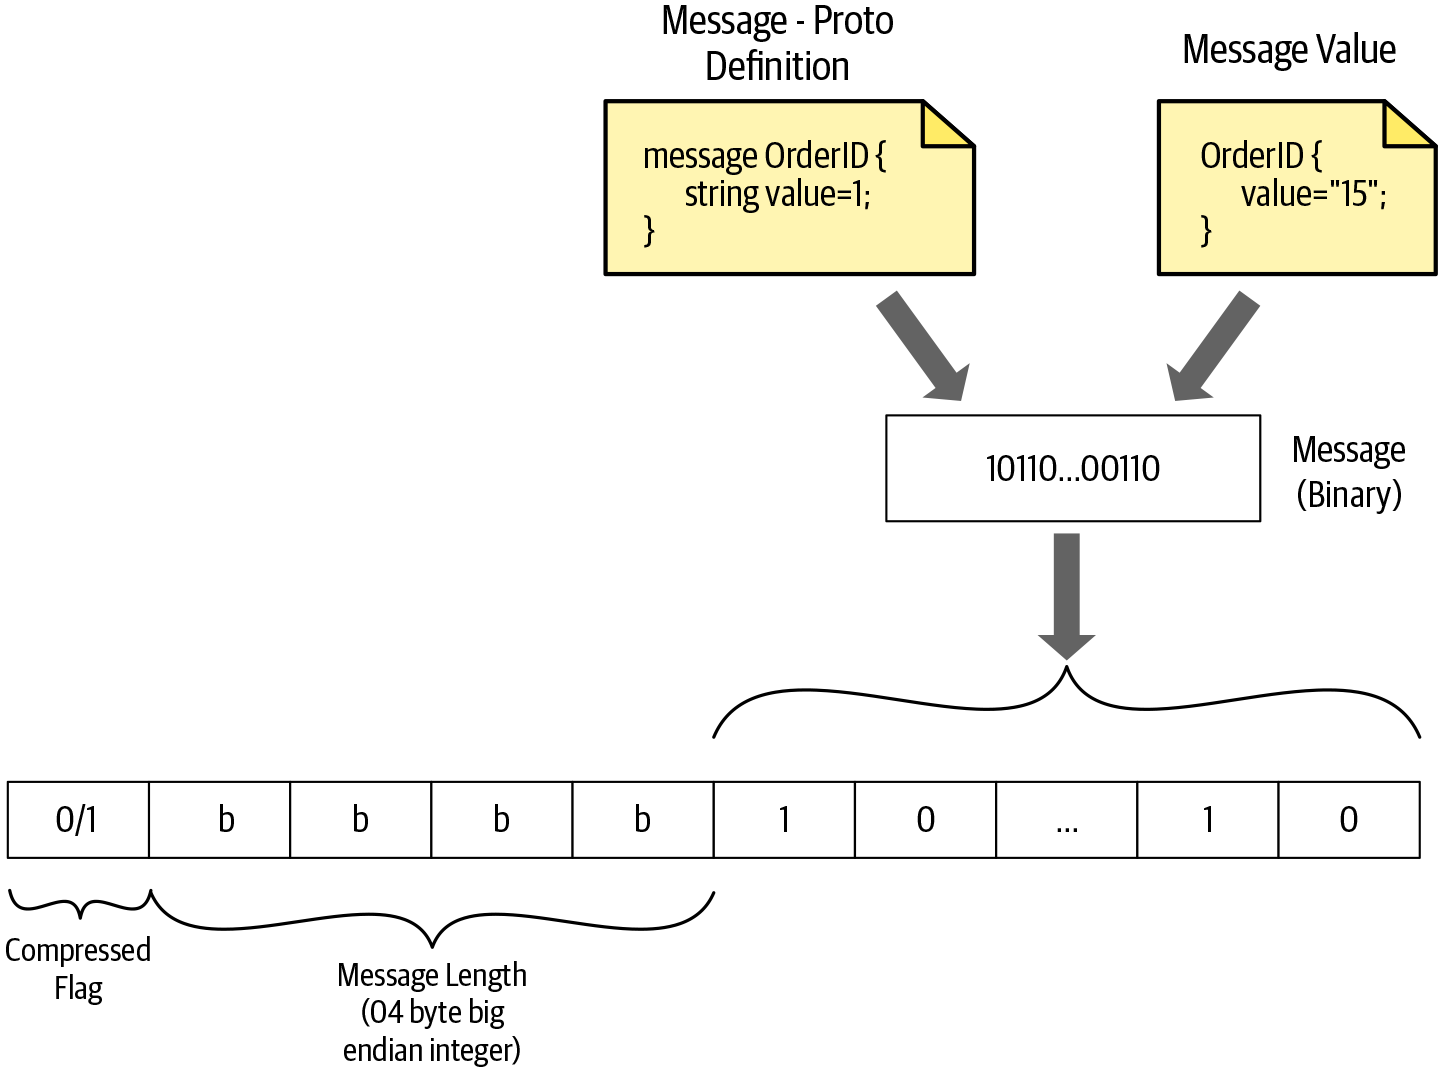 Message - Proto
Definition
Message Value
message OrderID {
string value=1;
}
OrderID {
value="15";
}
10110...00110
Message
(Binary)
0/1 b b b b 1 0 ... 1 0
Compressed
Flag
Message Length
(04 byte big
endian integer)